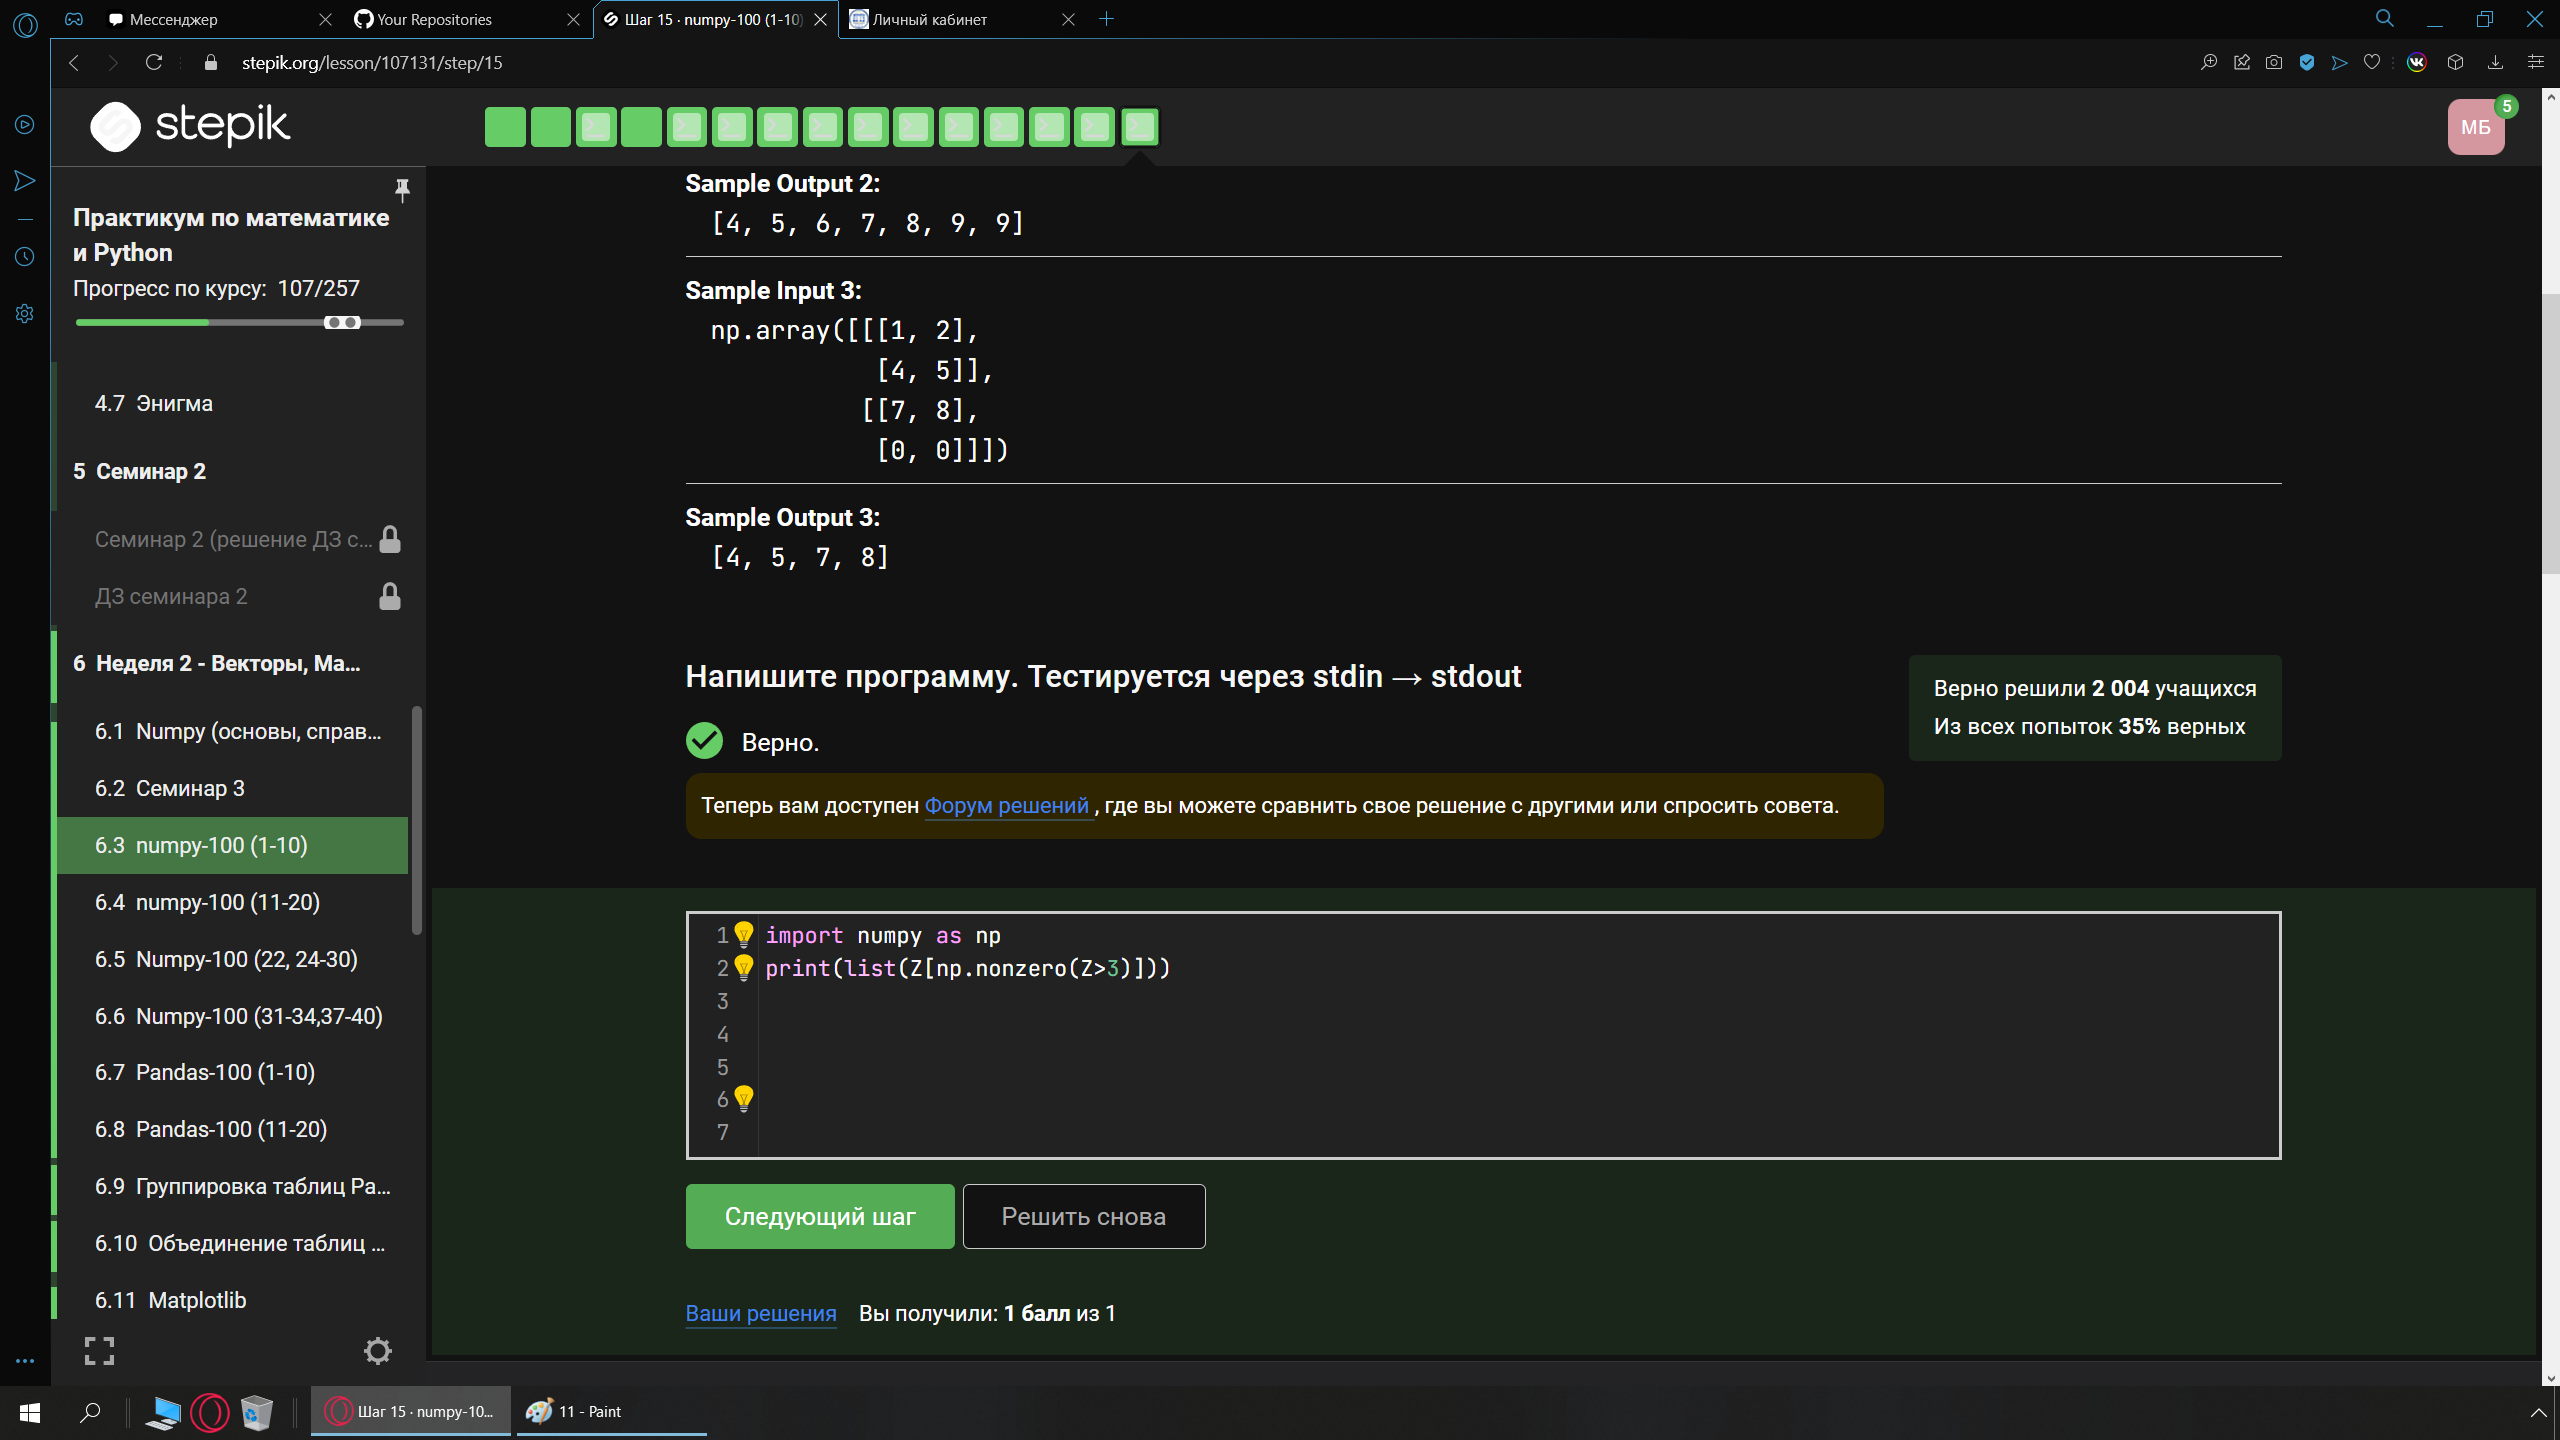 Мессенджер
Your Repositories
Шаг 15 · numpy-100 (1-10)
Личный кабинет
stepik.org/lesson/107131/step/15
stepik
МБ
5
Практикум по математике
и Python
Прогресс по курсу: 107/257
4.7 Энигма
5 Семинар 2
Семинар 2 (решение ДЗ с...
ДЗ семинара 2
6 Неделя 2 - Векторы, Ма...
6.1 Numpy (основы, справ...
6.2 Семинар 3
6.3 numpy-100 (1-10)
6.4 numpy-100 (11-20)
6.5 Numpy-100 (22, 24-30)
6.6 Numpy-100 (31-34,37-40)
6.7 Pandas-100 (1-10)
6.8 Pandas-100 (11-20)
6.9 Группировка таблиц Pa...
6.10 Объединение таблиц ...
6.11 Matplotlib
Sample Output 2:
[4, 5, 6, 7, 8, 9, 9]
Sample Input 3:
np.array([[[1, 2],
[4, 5]],
[[7, 8],
[0, 0]]])
Sample Output 3:
[4, 5, 7, 8]
Напишите программу. Тестируется через stdin → stdout
Верно решили 2 004 учащихся
Из всех попыток 35% верных
Верно.
Теперь вам доступен Форум решений , где вы можете сравнить свое решение с другими или спросить совета.
1 import numpy as np
2 print(list(Z[np.nonzero(Z>3)]))
3
4
5
6
7
Следующий шаг
Решить снова
Ваши решения Вы получили: 1 балл из 1
Шаг 15 · numpy-10...
11 - Paint